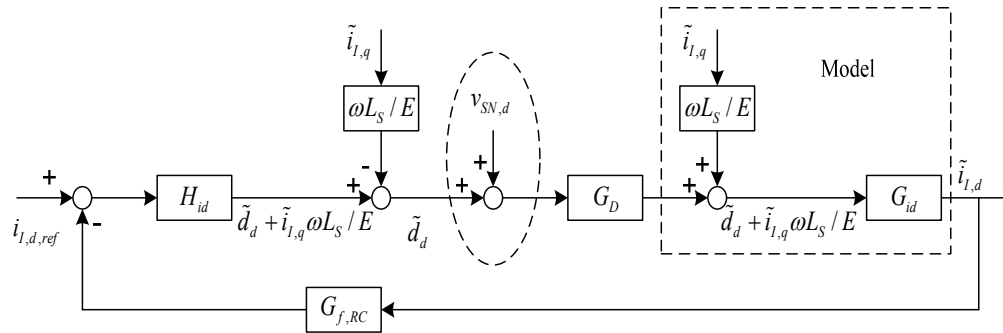 ĩ_{I,q}
ĩ_{I,q}
Model
ωL_S / E
v_{SN,d}
ωL_S / E
-
+
+
+
+
+
+
ĩ_{I,d}
H_{id}
G_D
G_{id}
i_{I,d,ref}
-
d̃_d + ĩ_{I,q} ωL_S / E
d̃_d
d̃_d + ĩ_{I,q} ωL_S / E
G_{f,RC}